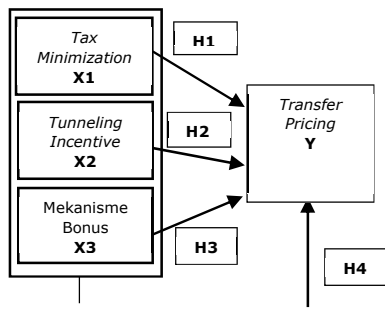 Tax
Minimization
X1
H1
Tunneling
Incentive
X2
H2
Transfer
Pricing
Y
Mekanisme
Bonus
X3
H3
H4